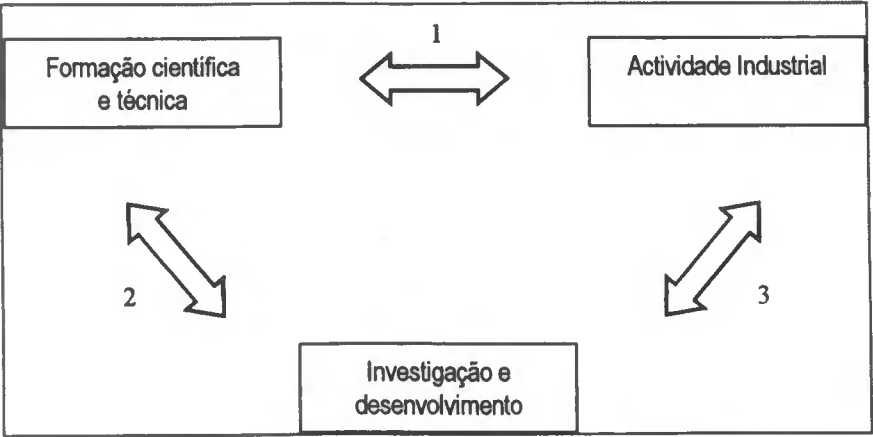 1
Formação científica
e técnica
Actividade Industrial
2
3
Investigação e
desenvolvimento